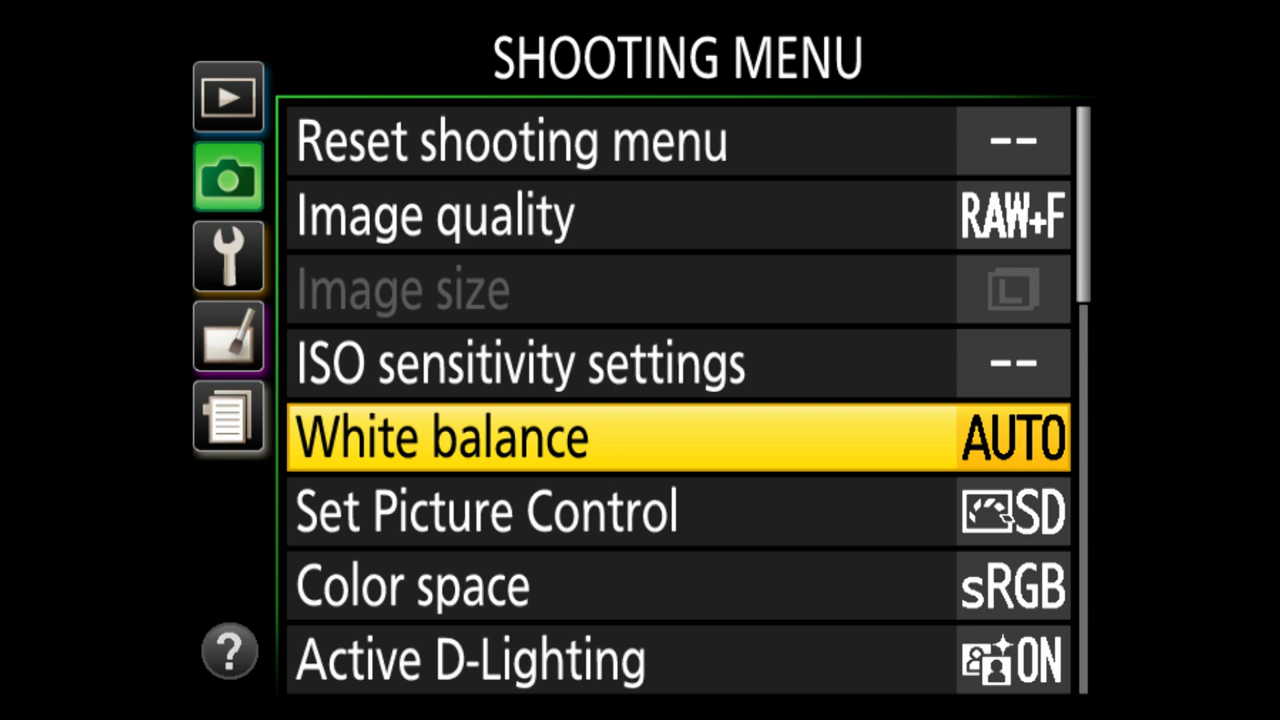 SHOOTING MENU
Reset shooting menu --
Image quality RAW+F
Image size L
ISO sensitivity settings --
White balance AUTO
Set Picture Control SD
Color space sRGB
Active D-Lighting ON
?